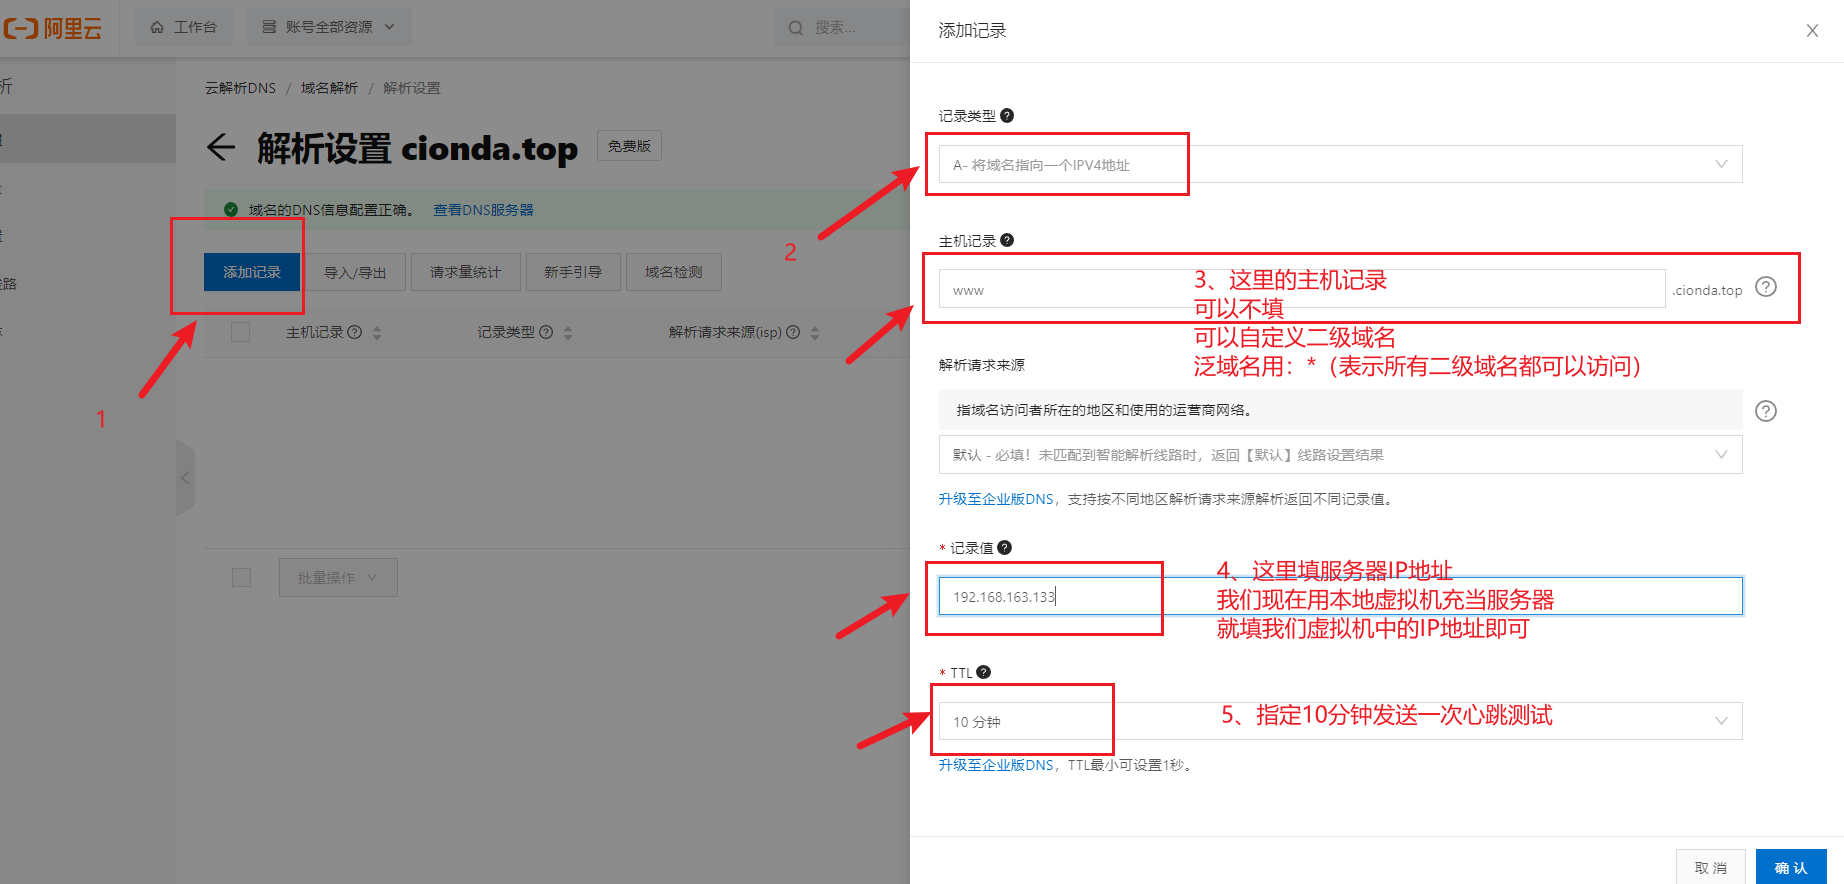 阿里云
工作台
账号全部资源
搜索...
添加记录
析
云解析DNS / 域名解析 / 解析设置
解析设置 cionda.top
免费版
域名的DNS信息配置正确。 查看DNS服务器
添加记录
导入/导出
请求量统计
新手引导
域名检测
主机记录
记录类型
解析请求来源(isp)
线路
批量操作
1
2
记录类型
A- 将域名指向一个IPV4地址
主机记录
www
.cionda.top
3、这里的主机记录
可以不填
可以自定义二级域名
泛域名用：*（表示所有二级域名都可以访问）
解析请求来源
指域名访问者所在的地区和使用的运营商网络。
默认 - 必填！未匹配到智能解析线路时，返回【默认】线路设置结果
升级至企业版DNS，支持按不同地区解析请求来源解析返回不同记录值。
* 记录值
192.168.163.133
4、这里填服务器IP地址
我们现在用本地虚拟机充当服务器
就填我们虚拟机中的IP地址即可
* TTL
10 分钟
5、指定10分钟发送一次心跳测试
升级至企业版DNS，TTL最小可设置1秒。
取 消
确 认